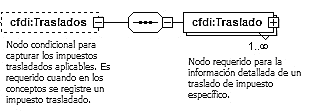 cfdi:Traslados
cfdi:Traslado
1..∞
Nodo condicional para
capturar los impuestos
trasladados aplicables. Es
requerido cuando en los
conceptos se registre un
impuesto trasladado.
Nodo requerido para la
información detallada de un
traslado de impuesto
específico.